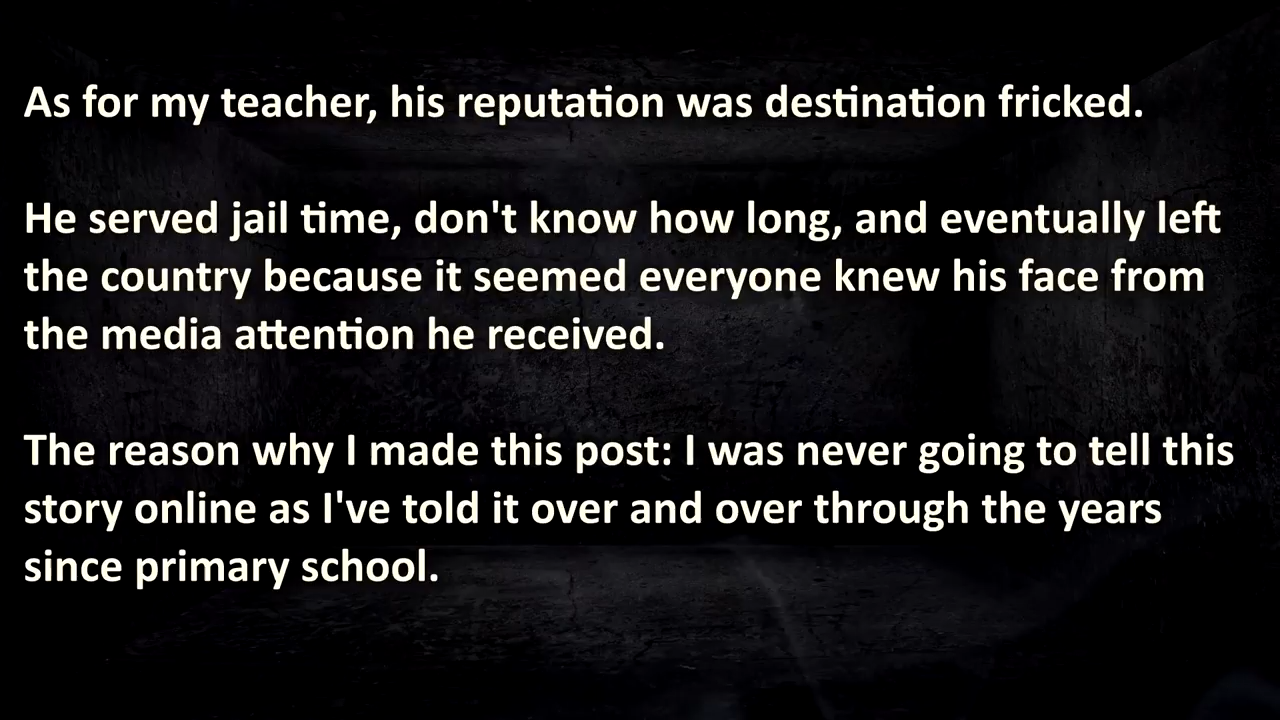 As for my teacher, his reputation was destination fricked.
He served jail time, don't know how long, and eventually left
the country because it seemed everyone knew his face from
the media attention he received.
The reason why I made this post: I was never going to tell this
story online as I've told it over and over through the years
since primary school.